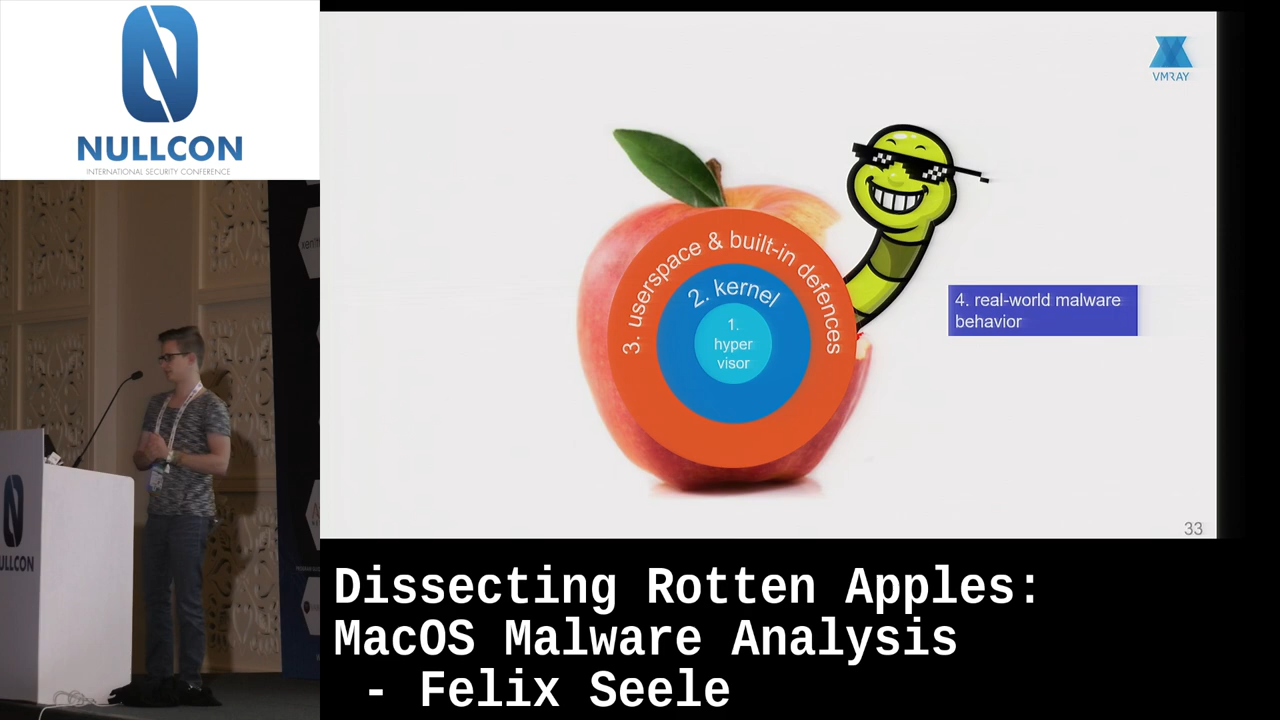 NULLCON
INTERNATIONAL SECURITY CONFERENCE
VMRAY
3. userspace & built-in defences
2. kernel
1.
hyper
visor
4. real-world malware
behavior
33
ULLCON
Dissecting Rotten Apples:
MacOS Malware Analysis
- Felix Seele